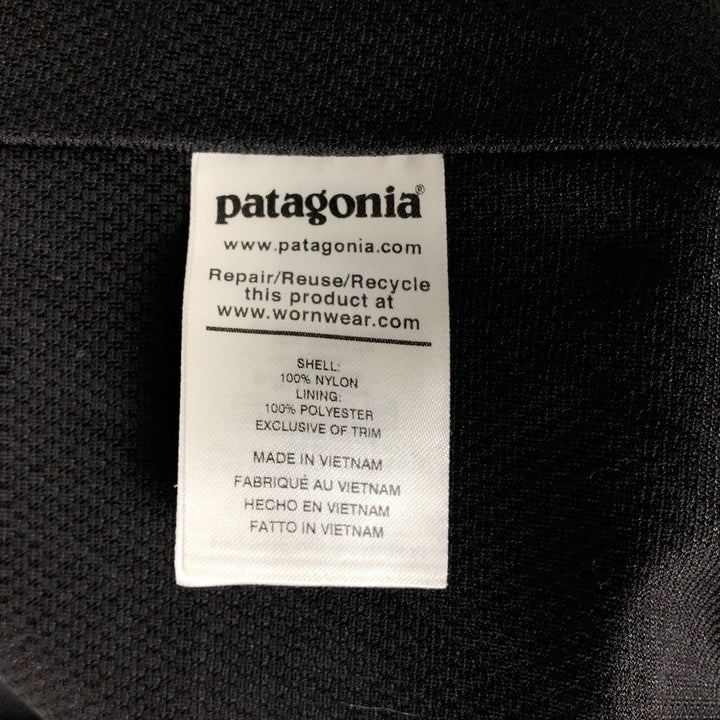 patagonia®
www.patagonia.com
Repair/Reuse/Recycle
this product at
www.wornwear.com
SHELL:
100% NYLON
LINING:
100% POLYESTER
EXCLUSIVE OF TRIM
MADE IN VIETNAM
FABRIQUÉ AU VIETNAM
HECHO EN VIETNAM
FATTO IN VIETNAM